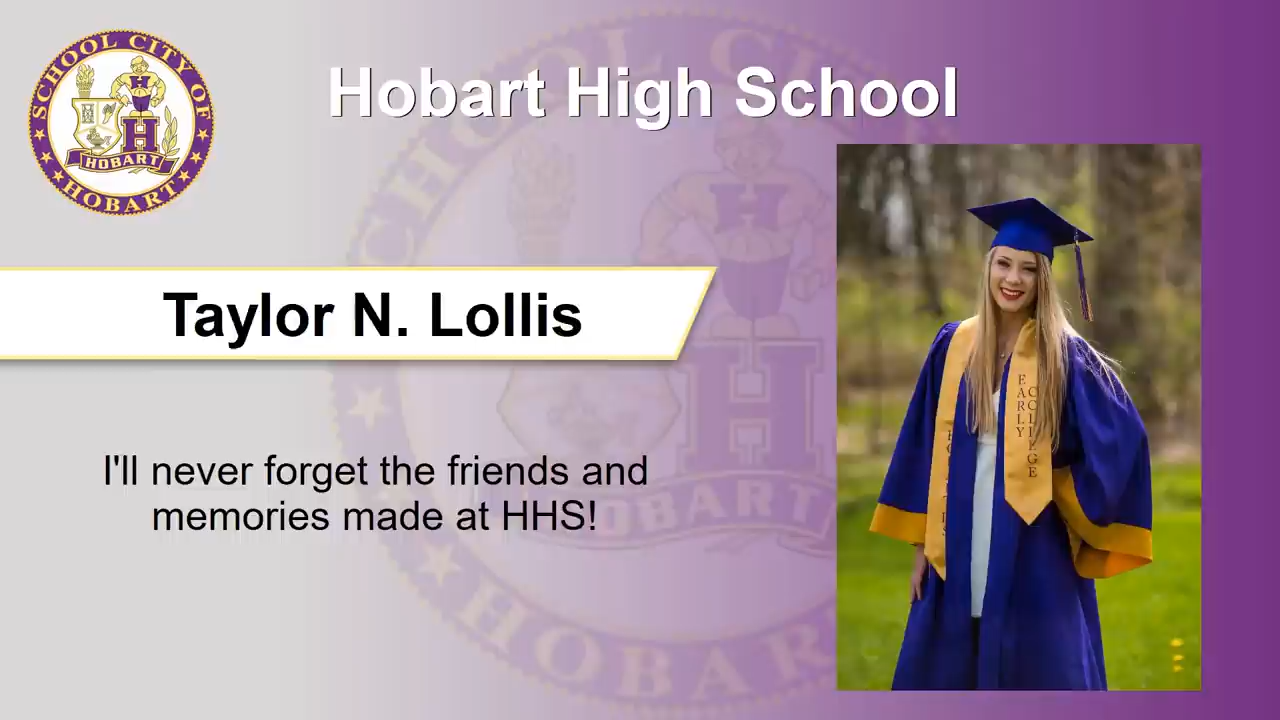 SCHOOL CITY OF
HOBART
HOBART
Hobart High School
Taylor N. Lollis
I'll never forget the friends and
memories made at HHS!
EARLY
COLLEGE